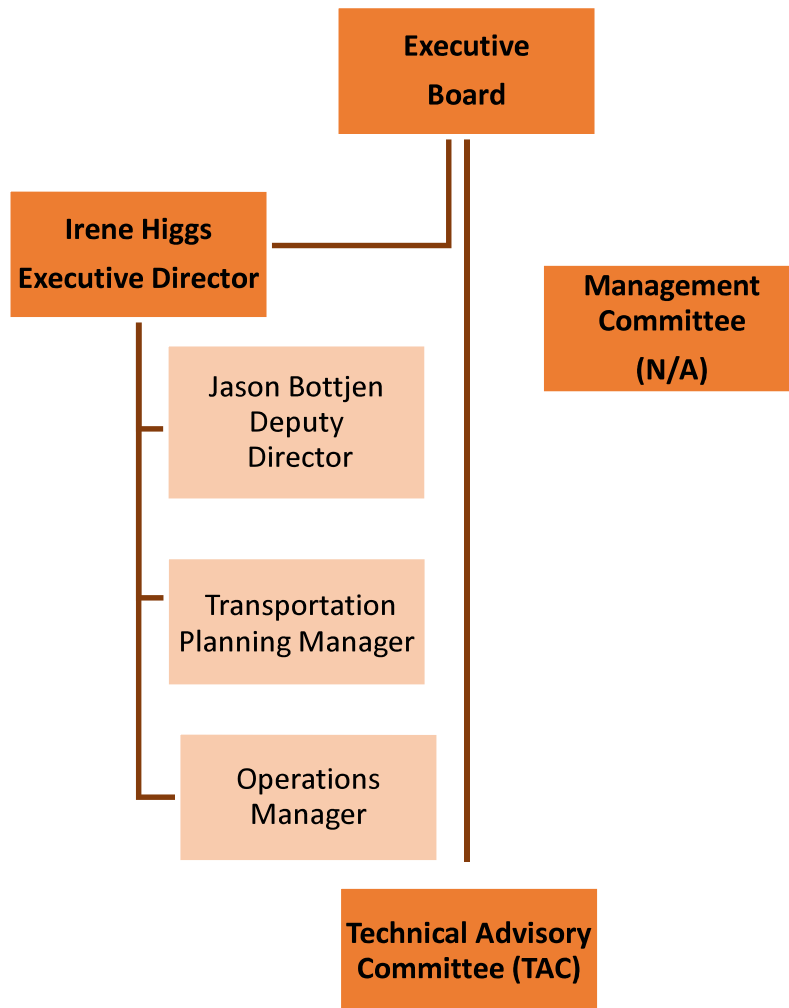 Executive
Board
Irene Higgs
Executive Director
Management
Committee
(N/A)
Jason Bottjen
Deputy
Director
Transportation
Planning Manager
Operations
Manager
Technical Advisory
Committee (TAC)